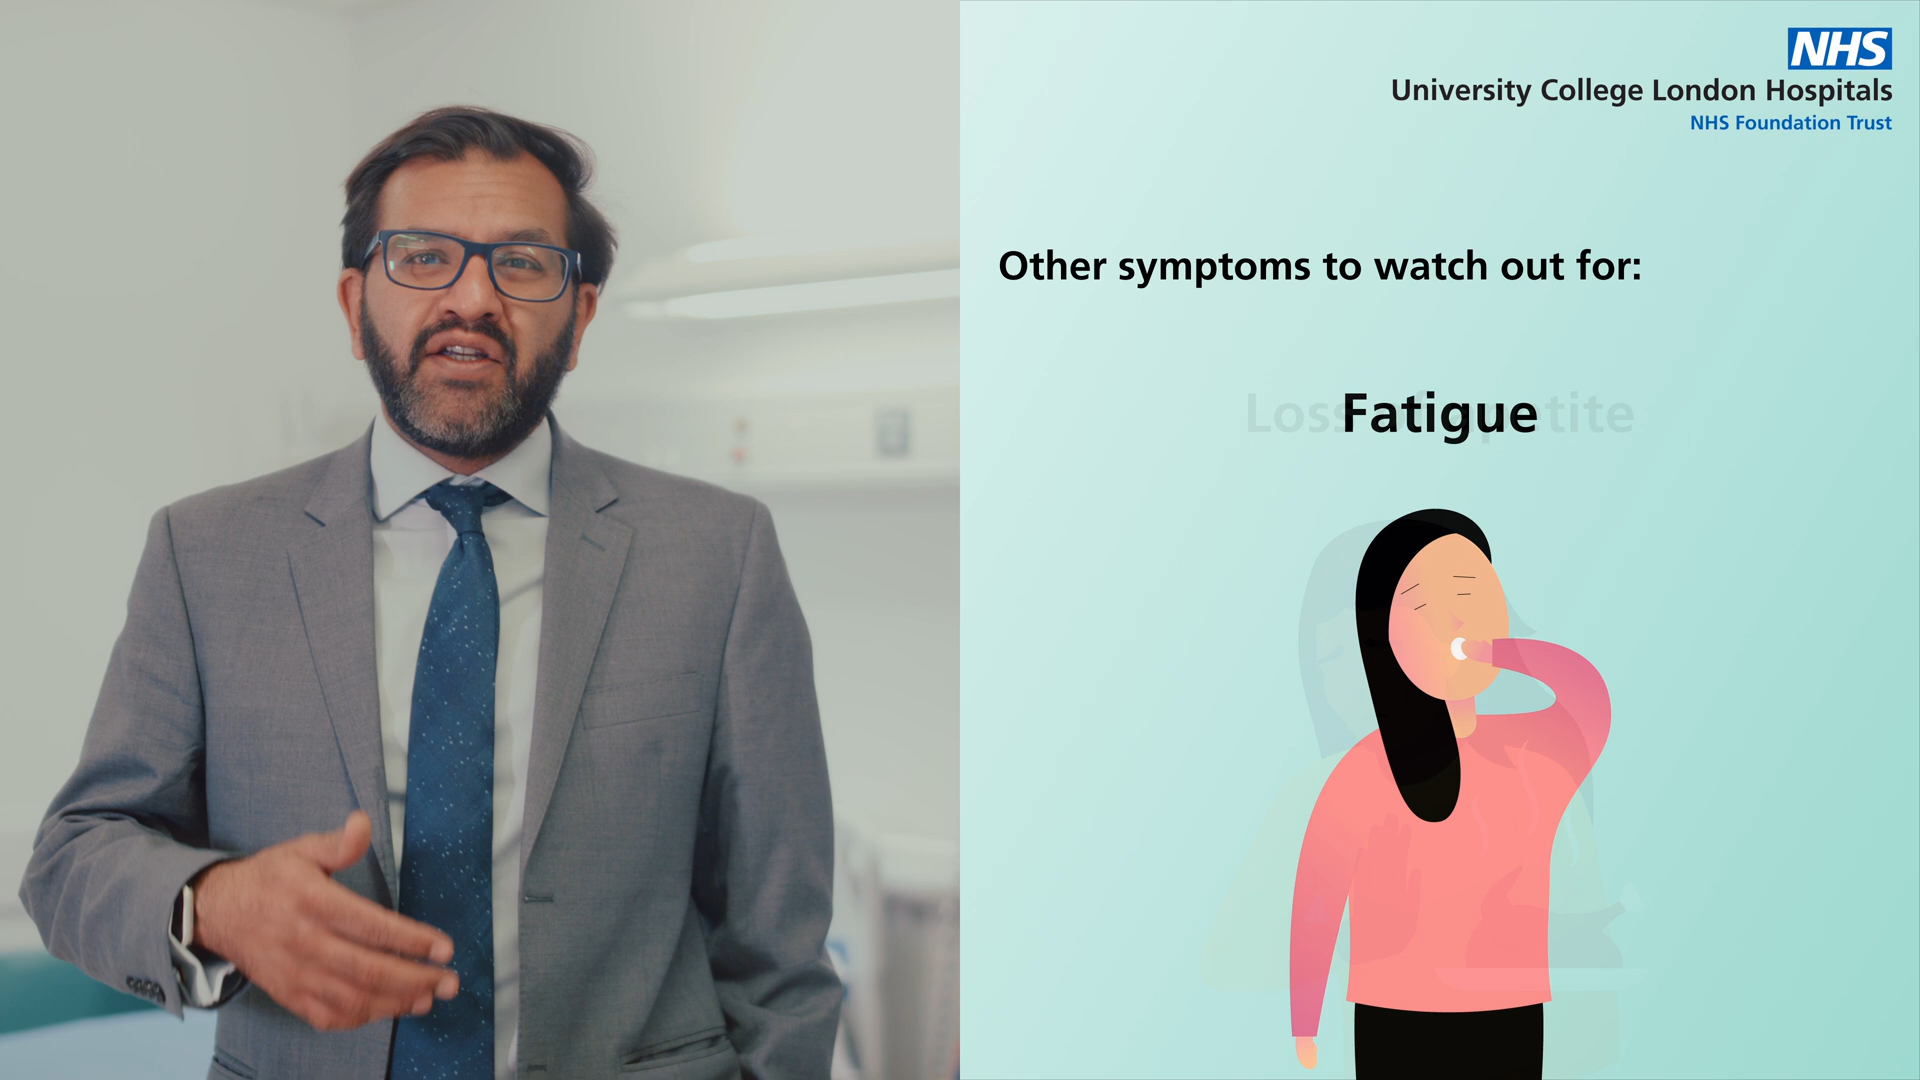 NHS
University College London Hospitals
NHS Foundation Trust
Other symptoms to watch out for:
Fatigue